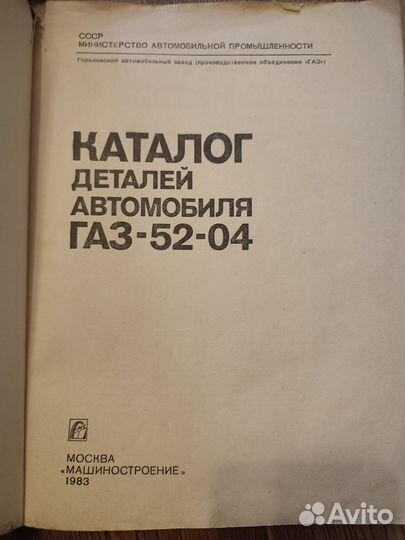 СССР
МИНИСТЕРСТВО АВТОМОБИЛЬНОЙ ПРОМЫШЛЕННОСТИ
Горьковский автомобильный завод (производственное объединение «ГАЗ»)
КАТАЛОГ
ДЕТАЛЕЙ
АВТОМОБИЛЯ
ГАЗ-52-04
МОСКВА
«МАШИНОСТРОЕНИЕ»
1983
Avito